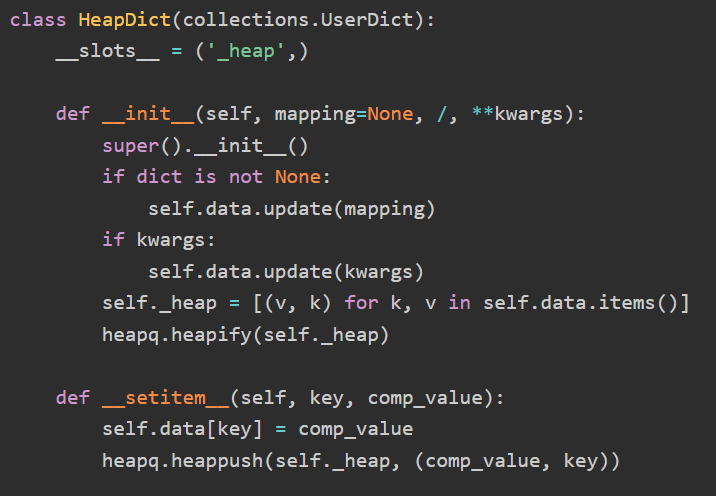 class HeapDict(collections.UserDict):
    __slots__ = ('_heap',)

    def __init__(self, mapping=None, /, **kwargs):
        super().__init__()
        if dict is not None:
            self.data.update(mapping)
        if kwargs:
            self.data.update(kwargs)
        self._heap = [(v, k) for k, v in self.data.items()]
        heapq.heapify(self._heap)

    def __setitem__(self, key, comp_value):
        self.data[key] = comp_value
        heapq.heappush(self._heap, (comp_value, key))